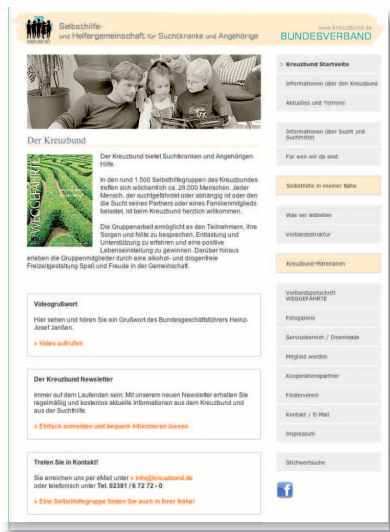 Selbsthilfe-
und Helfergemeinschaft für Suchtkranke und Angehörige
www.kreuzbund.de
BUNDESVERBAND
> Kreuzbund Startseite
Informationen über den Kreuzbund
Aktuelles und Termine
Informationen über Sucht und
Suchtmittel
Für wen wir da sind
Selbsthilfe in meiner Nähe
Was wir anbieten
Verbandsstruktur
Kreuzbund-Materialien
Verbandszeitschrift
WEGGEFÄHRTE
Fotogalerie
Servicebereich / Downloads
Mitglied werden
Kooperationspartner
Förderverein
Kontakt / E-Mail
Impressum
Stichwortsuche
Der Kreuzbund
WEGGEFÄHRTE
Der Kreuzbund bietet Suchtkranken und Angehörigen
Hilfe.
In den rund 1.500 Selbsthilfegruppen des Kreuzbundes
treffen sich wöchentlich ca. 28.000 Menschen. Jeder
Mensch, der suchtgefährdet oder abhängig ist oder den
die Sucht seines Partners oder eines Familienmitglieds
belastet, ist beim Kreuzbund herzlich willkommen.
Die Gruppenarbeit ermöglicht es den Teilnehmern, ihre
Sorgen und Nöte zu besprechen, Entlastung und
Unterstützung zu erfahren und eine positive
Lebenseinstellung zu gewinnen. Darüber hinaus
erleben die Gruppenmitglieder durch eine alkohol- und drogenfreie
Freizeitgestaltung Spaß und Freude in der Gemeinschaft.
Videogrußwort
Hier sehen und hören Sie ein Grußwort des Bundesgeschäftsführers Heinz-
Josef Janßen.
» Video aufrufen
Der Kreuzbund Newsletter
Immer auf dem Laufenden sein: Mit unserem neuen Newsletter erhalten Sie
regelmäßig und kostenlos aktuelle Informationen aus dem Kreuzbund und
aus der Suchthilfe.
» Einfach anmelden und bequem informieren lassen
Treten Sie in Kontakt!
Sie erreichen uns per eMail unter » info@kreuzbund.de
oder telefonisch unter Tel. 02381 / 6 72 72 - 0
» Eine Selbsthilfegruppe finden Sie auch in Ihrer Nähe!
f